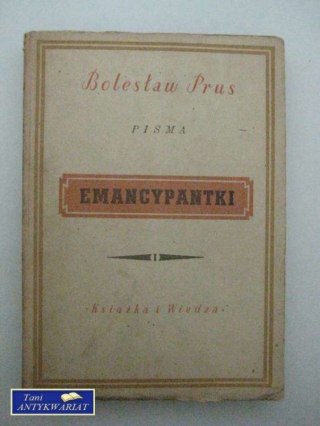 Bolesław Prus
PISMA
EMANCYPANTKI
I
·Książka i Wiedza·
Tani
ANTYKWARIAT